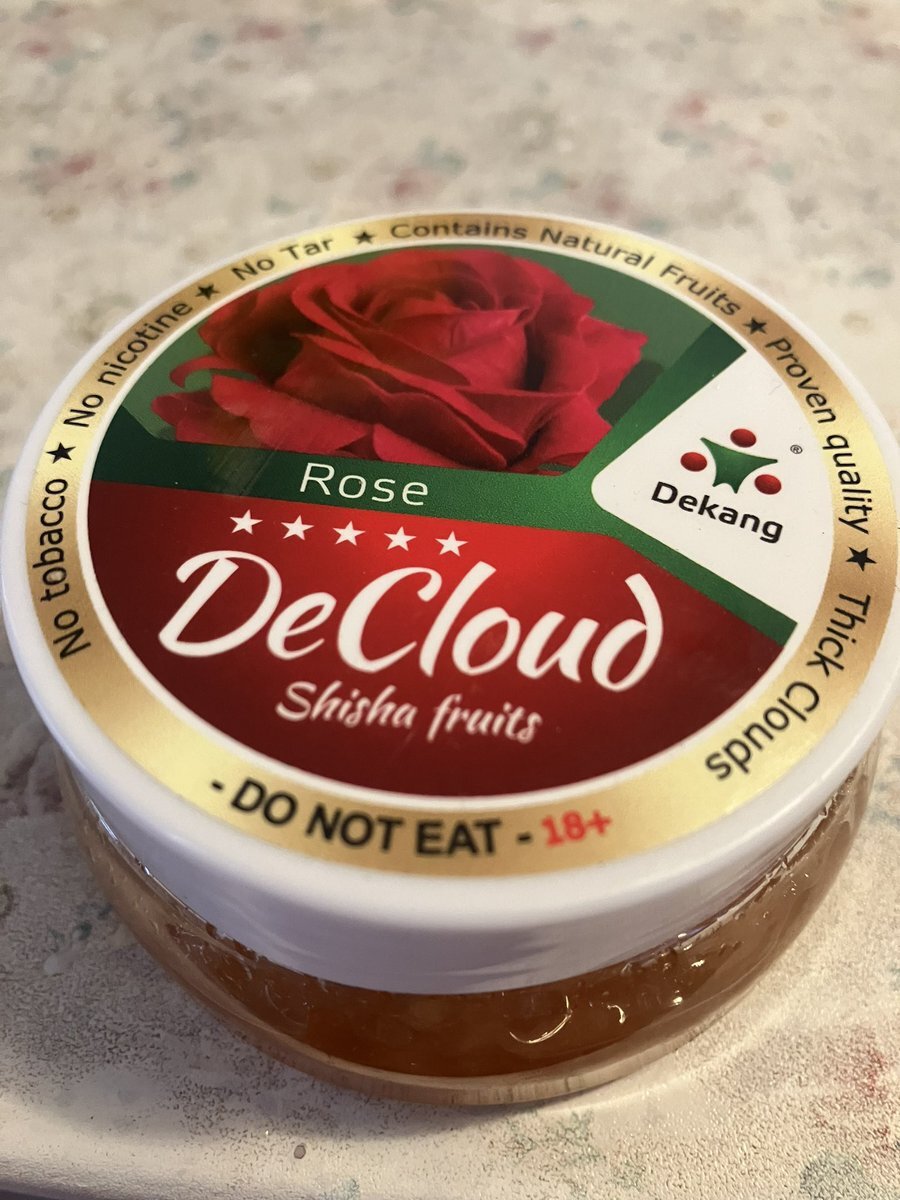 No tobacco ★ No nicotine ★ No Tar ★ Contains Natural Fruits ★ Proven quality ★ Thick Clouds
Rose
Dekang®
DeCloud
Shisha fruits
- DO NOT EAT - 18+